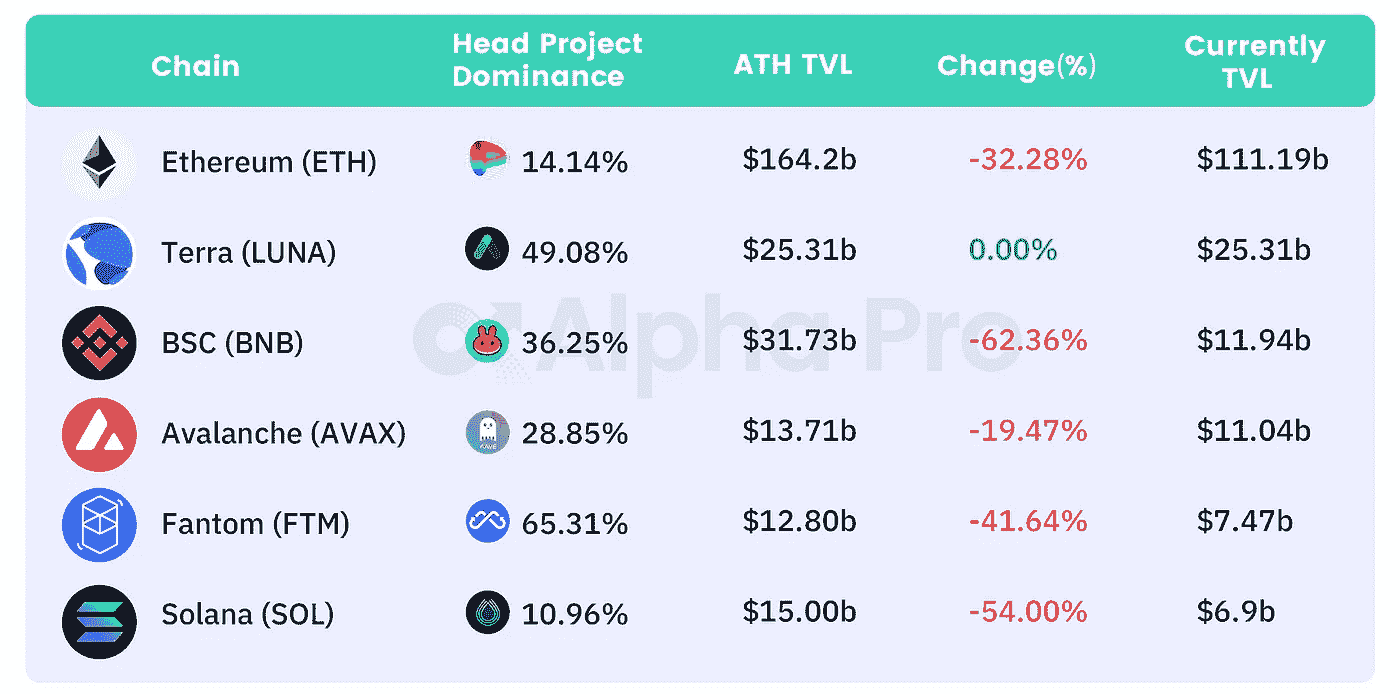 Chain Head Project Dominance ATH TVL Change(%) Currently TVL
Ethereum (ETH) 14.14% $164.2b -32.28% $111.19b
Terra (LUNA) 49.08% $25.31b 0.00% $25.31b
Alpha Pro
BSC (BNB) 36.25% $31.73b -62.36% $11.94b
Avalanche (AVAX) 28.85% $13.71b -19.47% $11.04b
Fantom (FTM) 65.31% $12.80b -41.64% $7.47b
Solana (SOL) 10.96% $15.00b -54.00% $6.9b